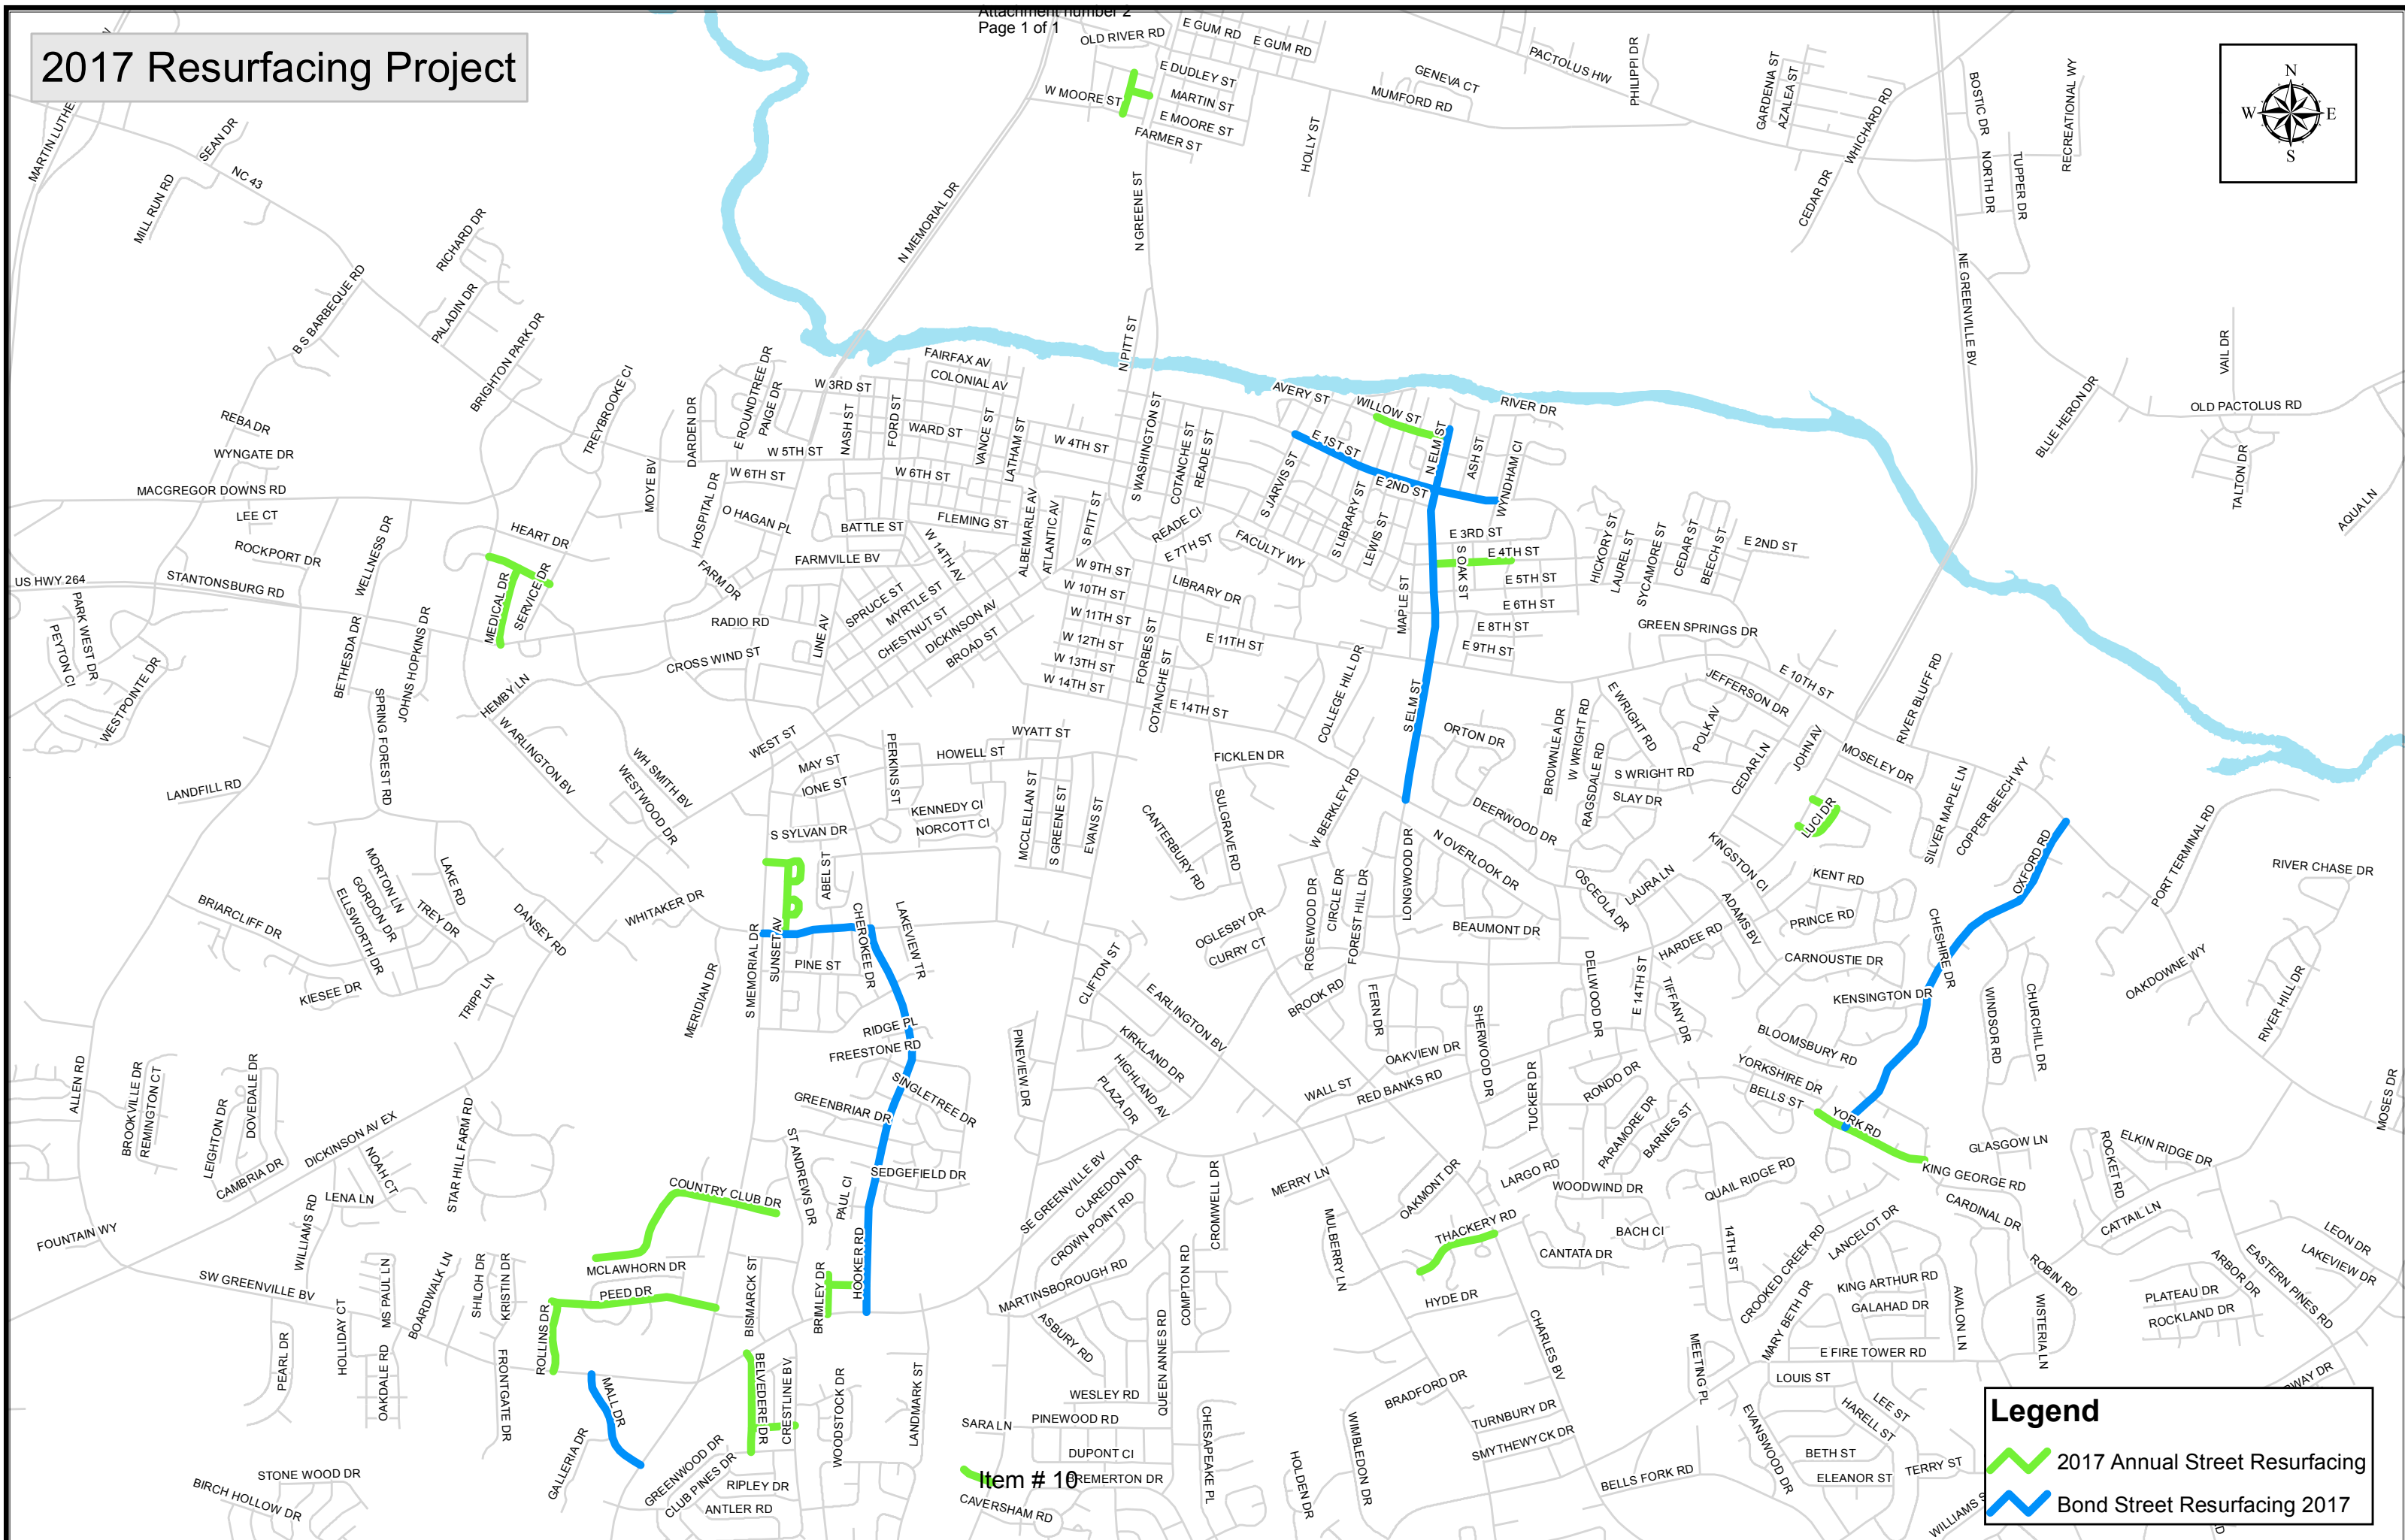 Attachment number 2
Page 1 of 1
2017 Resurfacing Project
N
W E
S
OLD RIVER RD
E GUM RD
E GUM RD
E DUDLEY ST
W MOORE ST
MARTIN ST
E MOORE ST
FARMER ST
GENEVA CT
MUMFORD RD
PACTOLUS HW
PHILIPPI DR
GARDENIA ST
AZALEA ST
WHICHARD RD
CEDAR DR
BOSTIC DR
NORTH DR
TUPPER DR
RECREATIONAL WY
HOLLY ST
N GREENE ST
N MEMORIAL DR
NE GREENVILLE BV
SEAN DR
NC 43
MILL RUN RD
RICHARD DR
PALADIN DR
B S BARBEQUE RD
BRIGHTON PARK DR
TREYBROOKE CI
REBA DR
WYNGATE DR
MACGREGOR DOWNS RD
LEE CT
ROCKPORT DR
HEART DR
WELLNESS DR
US HWY 264
STANTONSBURG RD
PARK WEST DR
PEYTON CI
WESTPOINTE DR
BETHESDA DR
JOHNS HOPKINS DR
SPRING FOREST RD
MEDICAL DR
SERVICE DR
HEMBY LN
W ARLINGTON BV
LANDFILL RD
MOYE BV
DARDEN DR
E ROUNDTREE DR
PAIGE DR
HOSPITAL DR
W 3RD ST
NASH ST
FORD ST
FAIRFAX AV
COLONIAL AV
WARD ST
VANCE ST
LATHAM ST
W 4TH ST
W 5TH ST
W 6TH ST
W 6TH ST
O HAGAN PL
BATTLE ST
FLEMING ST
FARMVILLE BV
W 14TH AV
FARM DR
RADIO RD
LINE AV
SPRUCE ST
MYRTLE ST
CHESTNUT ST
DICKINSON AV
BROAD ST
CROSS WIND ST
ALBEMARLE AV
ATLANTIC AV
S PITT ST
N PITT ST
S WASHINGTON ST
COTANCHE ST
READE ST
READE CI
E 7TH ST
W 9TH ST
W 10TH ST
LIBRARY DR
W 11TH ST
E 11TH ST
W 12TH ST
W 13TH ST
W 14TH ST
FORBES ST
COTANCHE ST
E 14TH ST
AVERY ST
WILLOW ST
RIVER DR
E 1ST ST
N ELM ST
ASH ST
WYNDHAM CI
E 2ND ST
S JARVIS ST
S LIBRARY ST
LEWIS ST
FACULTY WY
E 3RD ST
S OAK ST
E 4TH ST
E 5TH ST
E 6TH ST
E 8TH ST
E 9TH ST
MAPLE ST
HICKORY ST
LAUREL ST
SYCAMORE ST
CEDAR ST
BEECH ST
E 2ND ST
GREEN SPRINGS DR
E 10TH ST
JEFFERSON DR
RIVER BLUFF RD
BLUE HERON DR
VAIL DR
OLD PACTOLUS RD
TALTON DR
AQUA LN
COLLEGE HILL DR
S ELM ST
ORTON DR
BROWNLEA DR
W WRIGHT RD
E WRIGHT RD
RAGSDALE RD
POLK AV
CEDAR LN
JOHN AV
MOSELEY DR
S WRIGHT RD
SLAY DR
SILVER MAPLE LN
COPPER BEECH WY
LUCI DR
OXFORD RD
PORT TERMINAL RD
RIVER CHASE DR
WH SMITH BV
WESTWOOD DR
WEST ST
MAY ST
IONE ST
PERKINS ST
HOWELL ST
WYATT ST
KENNEDY CI
NORCOTT CI
S SYLVAN DR
ABEL ST
MCCLELLAN ST
S GREENE ST
EVANS ST
FICKLEN DR
SULGRAVE RD
CANTERBURY RD
W BERKLEY RD
LONGWOOD DR
N OVERLOOK DR
DEERWOOD DR
OSCEOLA DR
LAURA LN
KINGSTON CI
KENT RD
PRINCE RD
ADAMS BV
HARDEE RD
CARNOUSTIE DR
CHESHIRE DR
KENSINGTON DR
WINDSOR RD
CHURCHILL DR
OAKDOWNE WY
RIVER HILL DR
MORTON LN
GORDON DR
ELLSWORTH DR
LAKE RD
TREY DR
DANSEY RD
WHITAKER DR
BRIARCLIFF DR
KIESEE DR
TRIPP LN
MERIDIAN DR
S MEMORIAL DR
SUNSET AV
PINE ST
CHEROKEE DR
LAKEVIEW TR
RIDGE PL
FREESTONE RD
SINGLETREE DR
GREENBRIAR DR
CLIFTON ST
E ARLINGTON BV
KIRKLAND DR
HIGHLAND AV
PLAZA DR
PINEVIEW DR
OGLESBY DR
CURRY CT
ROSEWOOD DR
CIRCLE DR
FOREST HILL DR
BROOK RD
FERN DR
BEAUMONT DR
SHERWOOD DR
DELLWOOD DR
E 14TH ST
TIFFANY DR
OAKVIEW DR
WALL ST
RED BANKS RD
TUCKER DR
RONDO DR
PARAMORE DR
BARNES ST
BLOOMSBURY RD
YORKSHIRE DR
BELLS ST
YORK RD
GLASGOW LN
KING GEORGE RD
CARDINAL DR
ROCKET RD
ELKIN RIDGE DR
CATTAIL LN
MOSES DR
ALLEN RD
BROOKVILLE DR
REMINGTON CT
LEIGHTON DR
DOVEDALE DR
CAMBRIA DR
DICKINSON AV EX
NOAH CT
LENA LN
WILLIAMS RD
STAR HILL FARM RD
FOUNTAIN WY
SW GREENVILLE BV
PEARL DR
HOLLIDAY CT
MS PAUL LN
OAKDALE RD
BOARDWALK LN
SHILOH DR
KRISTIN DR
FRONTGATE DR
ROLLINS DR
COUNTRY CLUB DR
MCLAWHORN DR
PEED DR
ST ANDREWS DR
PAUL CI
SEDGEFIELD DR
HOOKER RD
BRIMLEY DR
BISMARCK ST
MALL DR
GALLERIA DR
BELVEDERE DR
CRESTLINE BV
WOODSTOCK DR
LANDMARK ST
GREENWOOD DR
CLUB PINES DR
RIPLEY DR
ANTLER RD
STONE WOOD DR
BIRCH HOLLOW DR
SE GREENVILLE BV
CLAREDON DR
CROWN POINT RD
MARTINSBOROUGH RD
ASBURY RD
CROMWELL DR
COMPTON RD
QUEEN ANNES RD
WESLEY RD
SARA LN
PINEWOOD RD
DUPONT CI
BREMERTON DR
CAVERSHAM RD
CHESAPEAKE PL
HOLDEN DR
WIMBLEDON DR
MERRY LN
MULBERRY LN
OAKMONT DR
THACKERY RD
LARGO RD
WOODWIND DR
BACH CI
CANTATA DR
HYDE DR
CHARLES BV
BRADFORD DR
TURNBURY DR
SMYTHEWYCK DR
BELLS FORK RD
QUAIL RIDGE RD
14TH ST
MEETING PL
CROOKED CREEK RD
LANCELOT DR
MARY BETH DR
KING ARTHUR RD
GALAHAD DR
AVALON LN
E FIRE TOWER RD
LOUIS ST
LEE ST
HARELL ST
EVANSWOOD DR
BETH ST
ELEANOR ST
TERRY ST
ROBIN RD
WISTERIA LN
PLATEAU DR
ROCKLAND DR
ARBOR DR
EASTERN PINES RD
LEON DR
LAKEVIEW DR
Item # 10
Legend
2017 Annual Street Resurfacing
Bond Street Resurfacing 2017